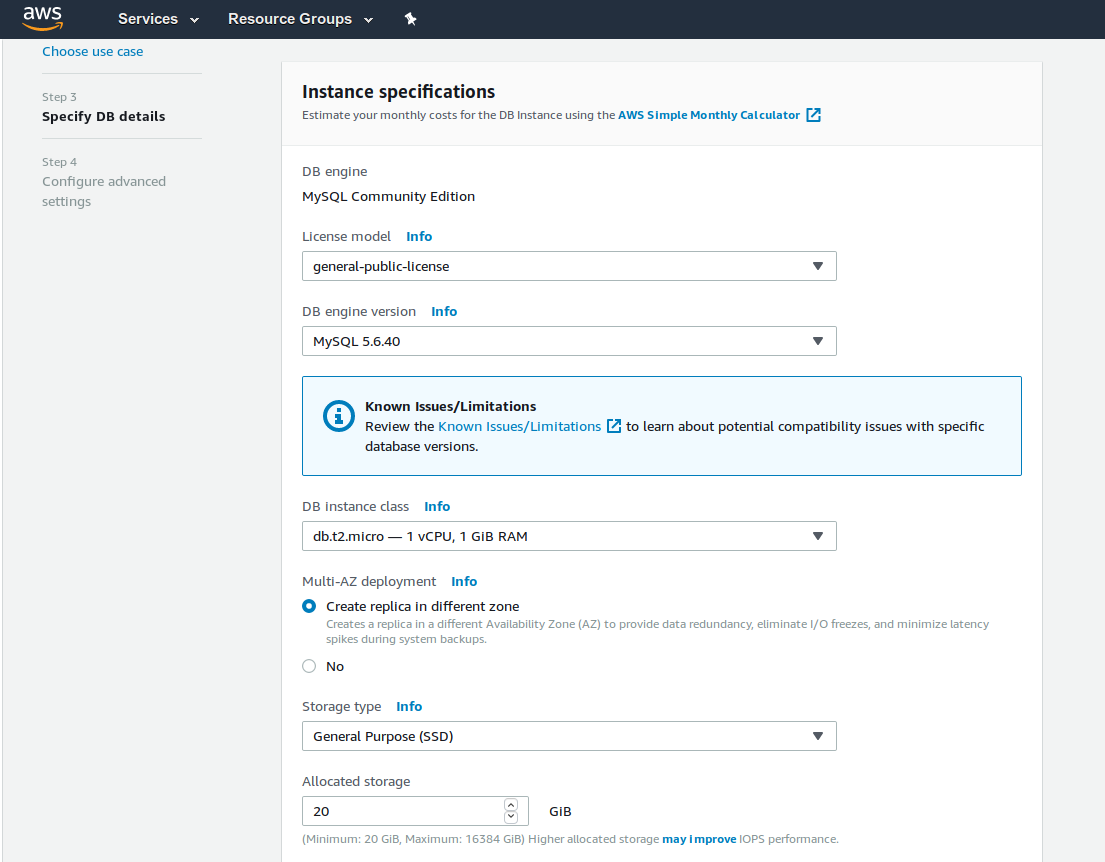 aws
Services
Resource Groups
Choose use case
Step 3
Specify DB details
Step 4
Configure advanced
settings
Instance specifications
Estimate your monthly costs for the DB Instance using the AWS Simple Monthly Calculator
DB engine
MySQL Community Edition
License model Info
general-public-license
DB engine version Info
MySQL 5.6.40
Known Issues/Limitations
Review the Known Issues/Limitations to learn about potential compatibility issues with specific
database versions.
DB instance class Info
db.t2.micro — 1 vCPU, 1 GiB RAM
Multi-AZ deployment Info
Create replica in different zone
Creates a replica in a different Availability Zone (AZ) to provide data redundancy, eliminate I/O freezes, and minimize latency
spikes during system backups.
No
Storage type Info
General Purpose (SSD)
Allocated storage
20 GiB
(Minimum: 20 GiB, Maximum: 16384 GiB) Higher allocated storage may improve IOPS performance.